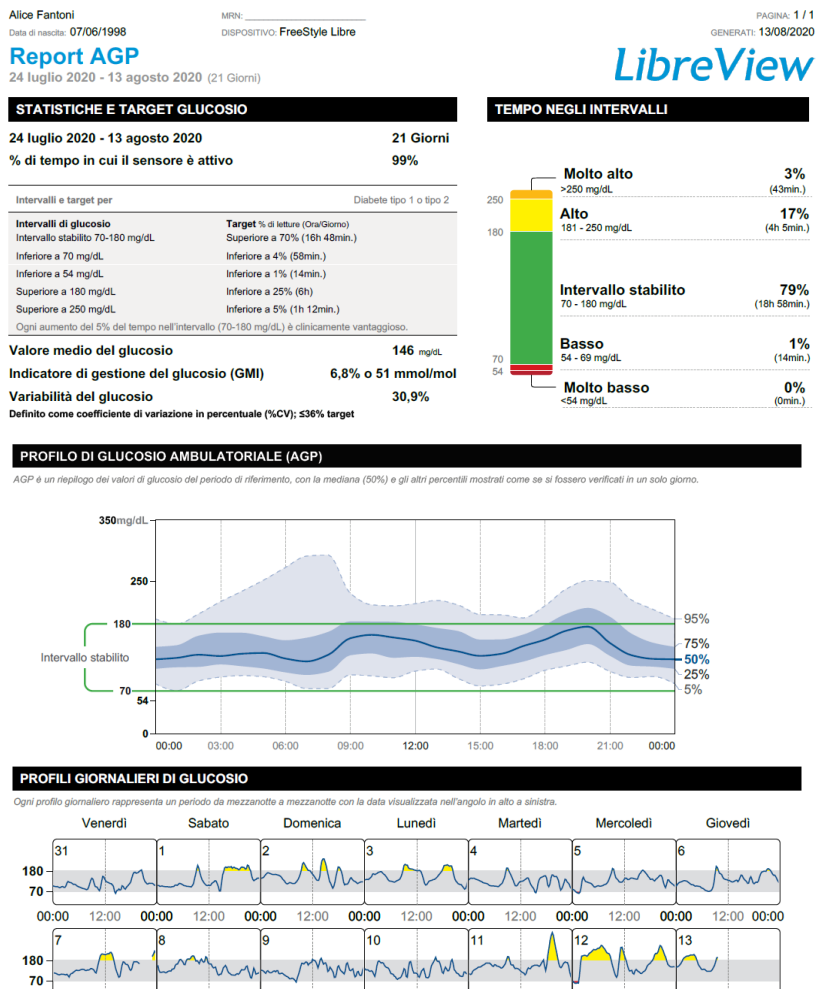 Alice Fantoni MRN: ______________________ PAGINA: 1 / 1
Data di nascita: 07/06/1998 DISPOSITIVO: FreeStyle Libre GENERATI: 13/08/2020
Report AGP
24 luglio 2020 - 13 agosto 2020 (21 Giorni)
LibreView
STATISTICHE E TARGET GLUCOSIO
24 luglio 2020 - 13 agosto 2020 21 Giorni
% di tempo in cui il sensore è attivo 99%
Intervalli e target per Diabete tipo 1 o tipo 2
Intervalli di glucosio Target % di letture (Ora/Giorno)
Intervallo stabilito 70-180 mg/dL Superiore a 70% (16h 48min.)
Inferiore a 70 mg/dL Inferiore a 4% (58min.)
Inferiore a 54 mg/dL Inferiore a 1% (14min.)
Superiore a 180 mg/dL Inferiore a 25% (6h)
Superiore a 250 mg/dL Inferiore a 5% (1h 12min.)
Ogni aumento del 5% del tempo nell'intervallo (70-180 mg/dL) è clinicamente vantaggioso.
Valore medio del glucosio 146 mg/dL
Indicatore di gestione del glucosio (GMI) 6,8% o 51 mmol/mol
Variabilità del glucosio 30,9%
Definito come coefficiente di variazione in percentuale (%CV); ≤36% target
TEMPO NEGLI INTERVALLI
Molto alto 3%
>250 mg/dL (43min.)
250
Alto 17%
181 - 250 mg/dL (4h 5min.)
180
Intervallo stabilito 79%
70 - 180 mg/dL (18h 58min.)
Basso 1%
54 - 69 mg/dL (14min.)
70
54
Molto basso 0%
<54 mg/dL (0min.)
PROFILO DI GLUCOSIO AMBULATORIALE (AGP)
AGP è un riepilogo dei valori di glucosio del periodo di riferimento, con la mediana (50%) e gli altri percentili mostrati come se si fossero verificati in un solo giorno.
350mg/dL
250
180
Intervallo stabilito
70
54
0
95%
75%
50%
25%
5%
00:00 03:00 06:00 09:00 12:00 15:00 18:00 21:00 00:00
PROFILI GIORNALIERI DI GLUCOSIO
Ogni profilo giornaliero rappresenta un periodo da mezzanotte a mezzanotte con la data visualizzata nell'angolo in alto a sinistra.
Venerdì Sabato Domenica Lunedì Martedì Mercoledì Giovedì
31 1 2 3 4 5 6
180
70
00:00 12:00 00:00 12:00 00:00 12:00 00:00 12:00 00:00 12:00 00:00 12:00 00:00 12:00 00:00
7 8 9 10 11 12 13
180
70